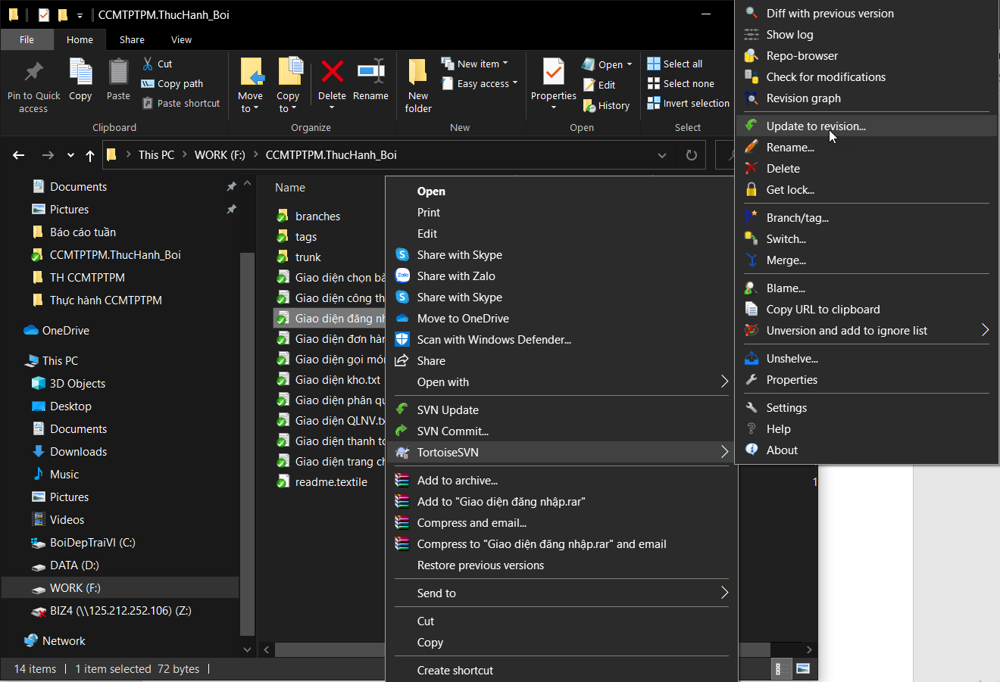 CCMTPTPM.ThucHanh_Boi
File
Home
Share
View
Pin to Quick access
Copy
Paste
Cut
Copy path
Paste shortcut
Clipboard
Move to
Copy to
Delete
Rename
Organize
New folder
New item
Easy access
New
Properties
Open
Edit
History
Open
Select all
Select none
Invert selection
Select
This PC
WORK (F:)
CCMTPTPM.ThucHanh_Boi
Documents
Pictures
Báo cáo tuần
CCMTPTPM.ThucHanh_Boi
TH CCMTPTPM
Thực hành CCMTPTPM
OneDrive
This PC
3D Objects
Desktop
Documents
Downloads
Music
Pictures
Videos
BoiDepTraiVl (C:)
DATA (D:)
WORK (F:)
BIZ4 (\\125.212.252.106) (Z:)
Network
Name
branches
tags
trunk
Giao diện chọn bà
Giao diện công th
Giao diện đăng nh
Giao diện đơn hàn
Giao diện gọi món
Giao diện kho.txt
Giao diện phân qu
Giao diện QLNV.tx
Giao diện thanh to
Giao diện trang ch
readme.textile
1
14 items
1 item selected 72 bytes
Open
Print
Edit
Share with Skype
Share with Zalo
Share with Skype
Move to OneDrive
Scan with Windows Defender...
Share
Open with
SVN Update
SVN Commit...
TortoiseSVN
Add to archive...
Add to "Giao diện đăng nhập.rar"
Compress and email...
Compress to "Giao diện đăng nhập.rar" and email
Restore previous versions
Send to
Cut
Copy
Create shortcut
Diff with previous version
Show log
Repo-browser
Check for modifications
Revision graph
Update to revision...
Rename...
Delete
Get lock...
Branch/tag...
Switch...
Merge...
Blame...
Copy URL to clipboard
Unversion and add to ignore list
Unshelve...
Properties
Settings
Help
About